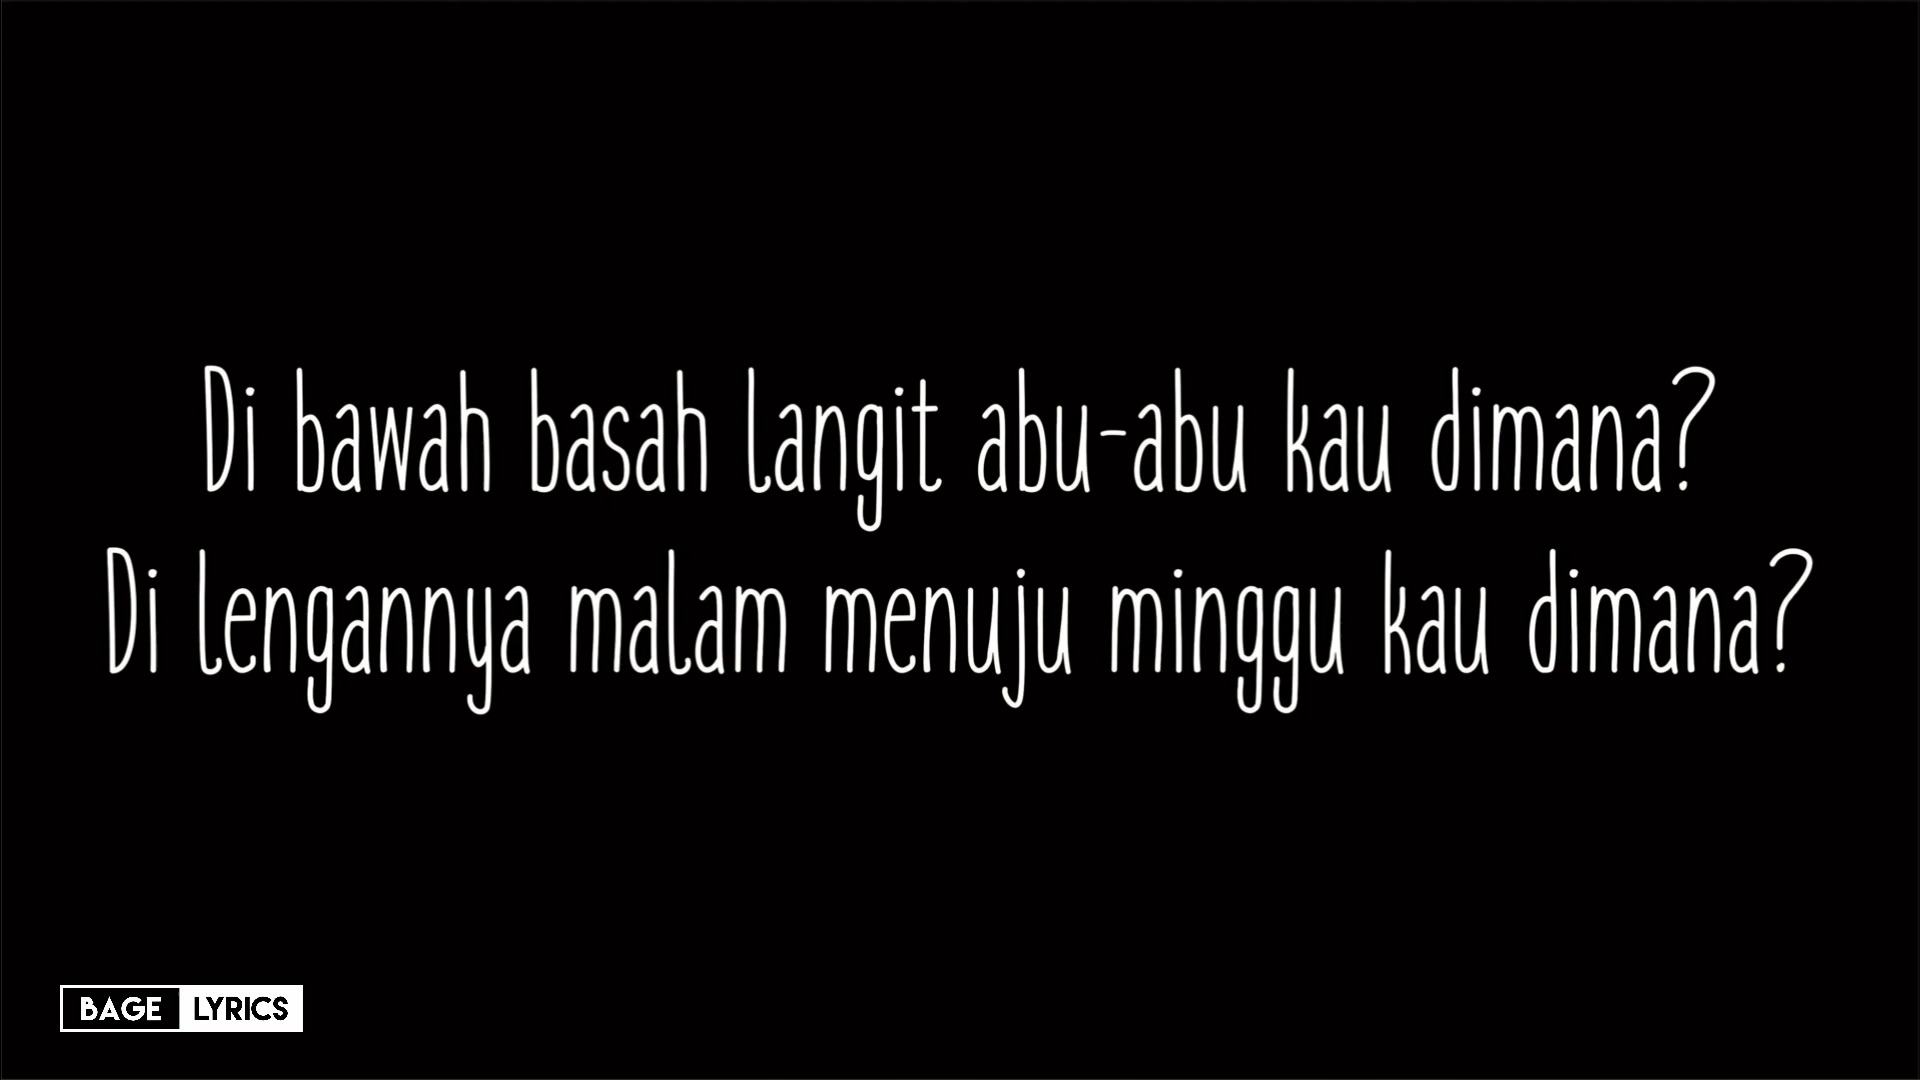 Di bawah basah langit abu-abu kau dimana?
Di lengannya malam menuju minggu kau dimana?
BAGE LYRICS